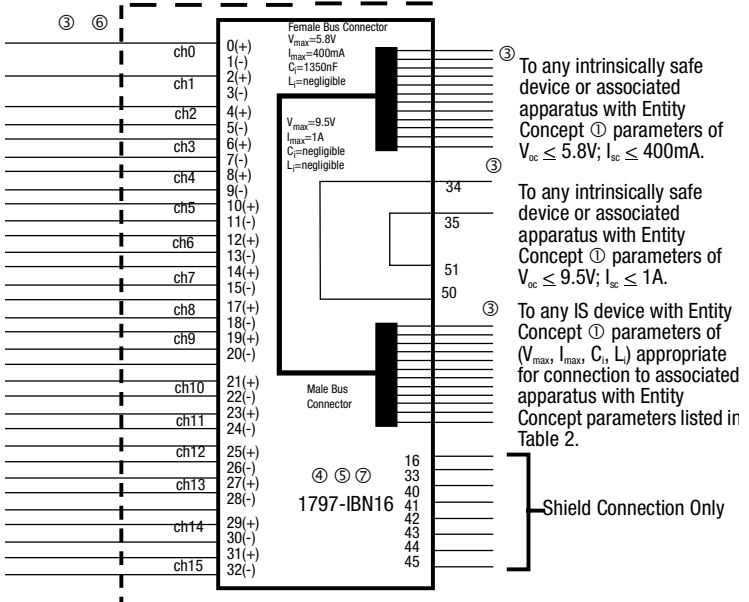 ③ ⑥
ch0
ch1
ch2
ch3
ch4
ch5
ch6
ch7
ch8
ch9
ch10
ch11
ch12
ch13
ch14
ch15
0(+)
1(-)
2(+)
3(-)
4(+)
5(-)
6(+)
7(-)
8(+)
9(-)
10(+)
11(-)
12(+)
13(-)
14(+)
15(-)
17(+)
18(-)
19(+)
20(-)
21(+)
22(-)
23(+)
24(-)
25(+)
26(-)
27(+)
28(-)
29(+)
30(-)
31(+)
32(-)
Female Bus Connector
Vmax=5.8V
Imax=400mA
Ci=1350nF
Li=negligible
Vmax=9.5V
Imax=1A
Ci=negligible
Li=negligible
Male Bus
Connector
④ ⑤ ⑦
1797-IBN16
34
35
51
50
16
33
40
41
42
43
44
45
③
To any intrinsically safe
device or associated
apparatus with Entity
Concept ① parameters of
Voc ≤ 5.8V; Isc ≤ 400mA.
③
To any intrinsically safe
device or associated
apparatus with Entity
Concept ① parameters of
Voc ≤ 9.5V; Isc ≤ 1A.
③
To any IS device with Entity
Concept ① parameters of
(Vmax, Imax, Ci, Li) appropriate
for connection to associated
apparatus with Entity
Concept parameters listed in
Table 2.
Shield Connection Only